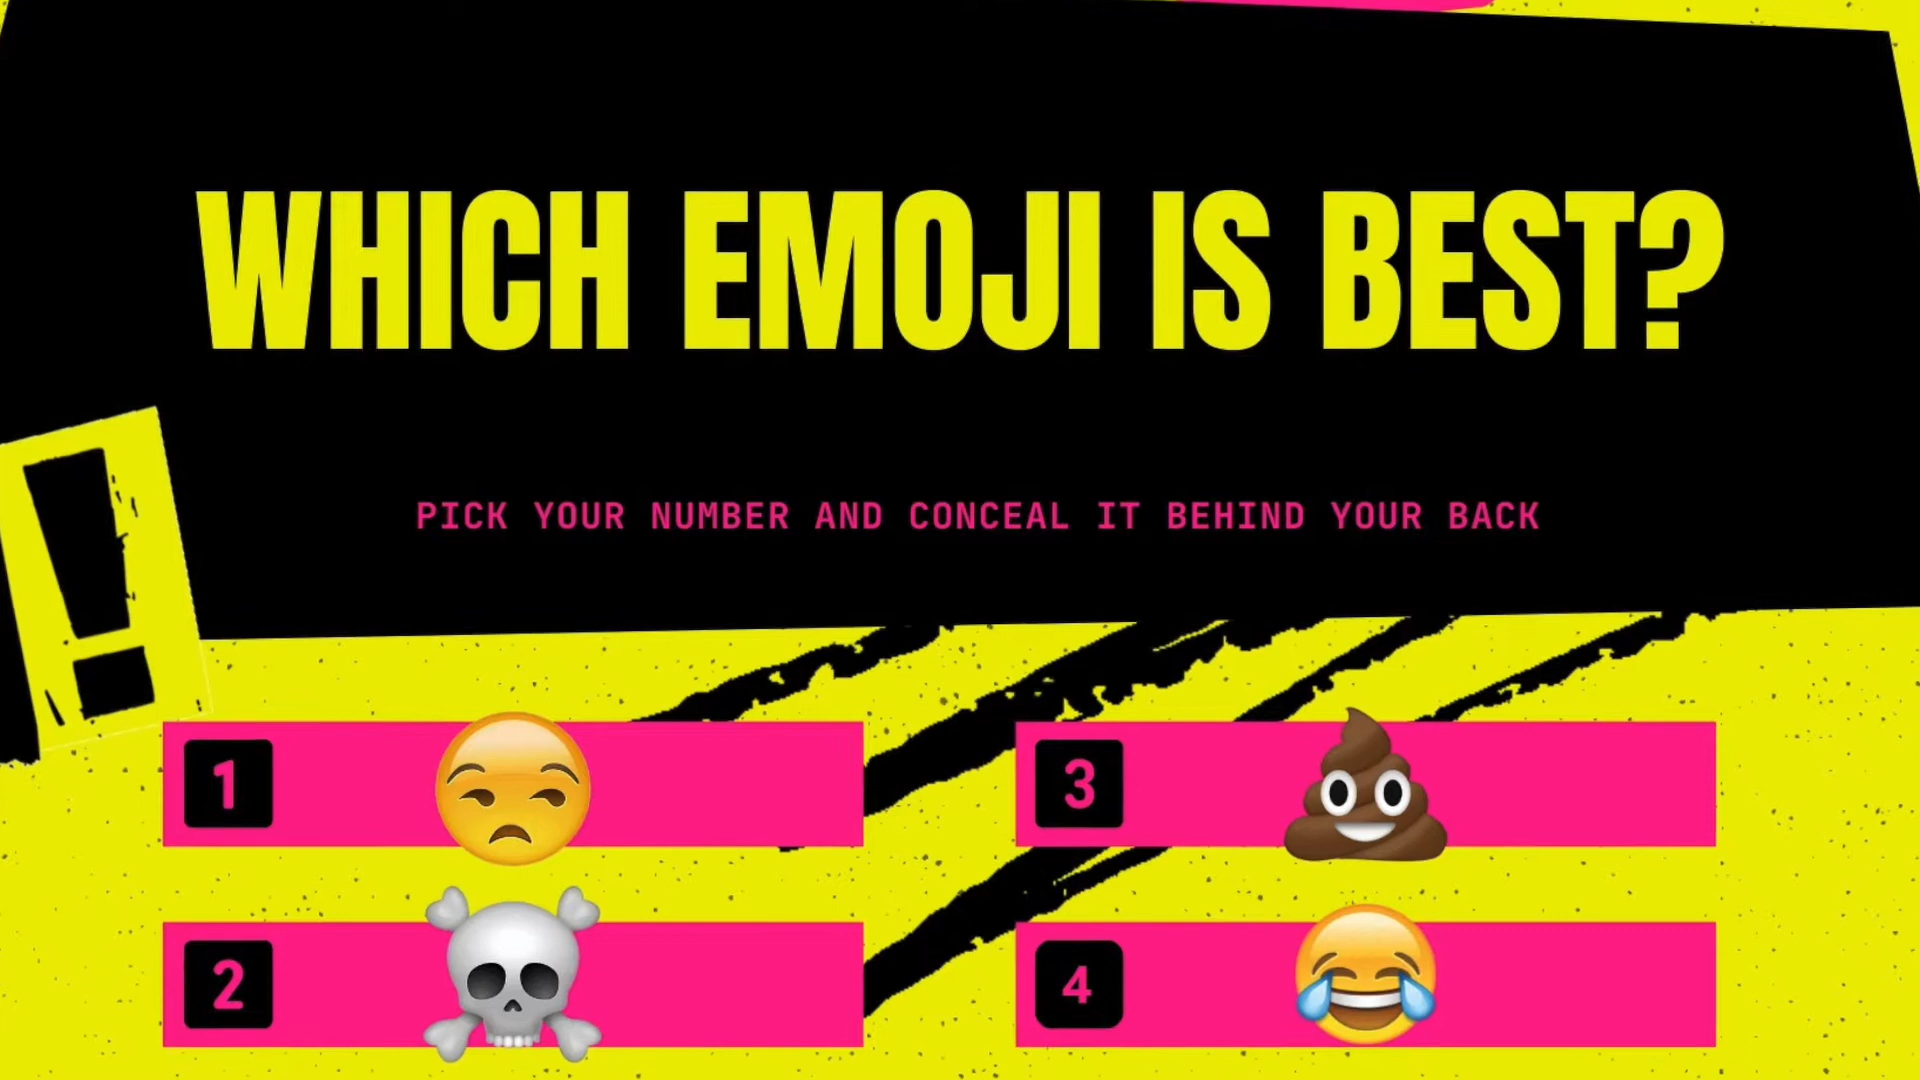 WHICH EMOJI IS BEST?
!
PICK YOUR NUMBER AND CONCEAL IT BEHIND YOUR BACK
1
3
2
4